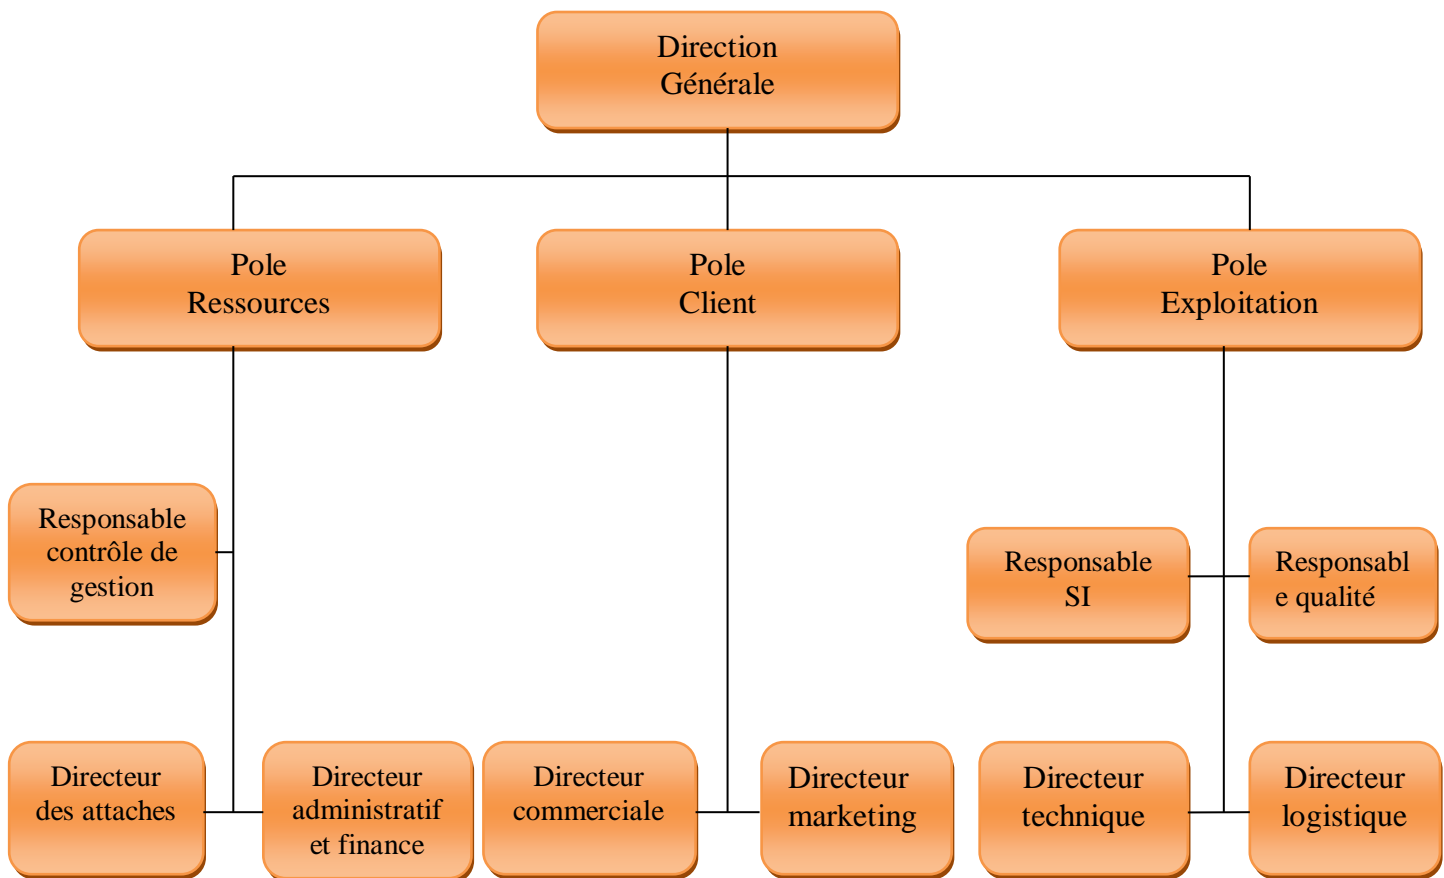 Direction
Générale
Pole
Ressources
Pole
Client
Pole
Exploitation
Responsable
contrôle de
gestion
Responsable
SI
Responsabl
e qualité
Directeur
des attaches
Directeur
administratif
et finance
Directeur
commerciale
Directeur
marketing
Directeur
technique
Directeur
logistique